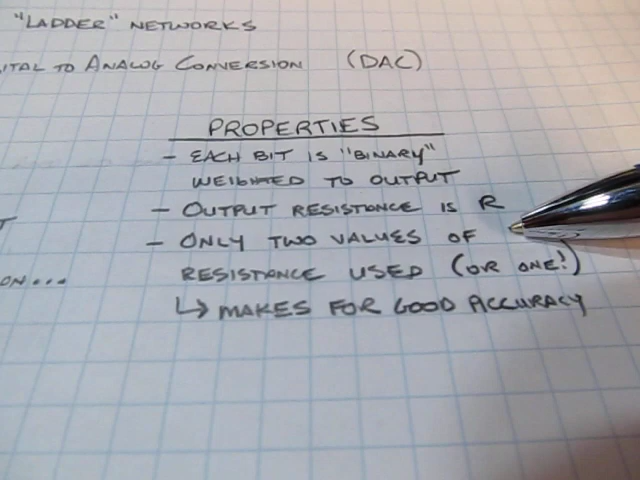 "LADDER" NETWORKS
ITAL TO ANALOG CONVERSION (DAC)
PROPERTIES
- EACH BIT IS "BINARY"
WEIGHTED TO OUTPUT
- OUTPUT RESISTANCE IS R
- ONLY TWO VALUES OF
RESISTANCE USED (OR ONE!)
ON...
↳ MAKES FOR GOOD ACCURACY